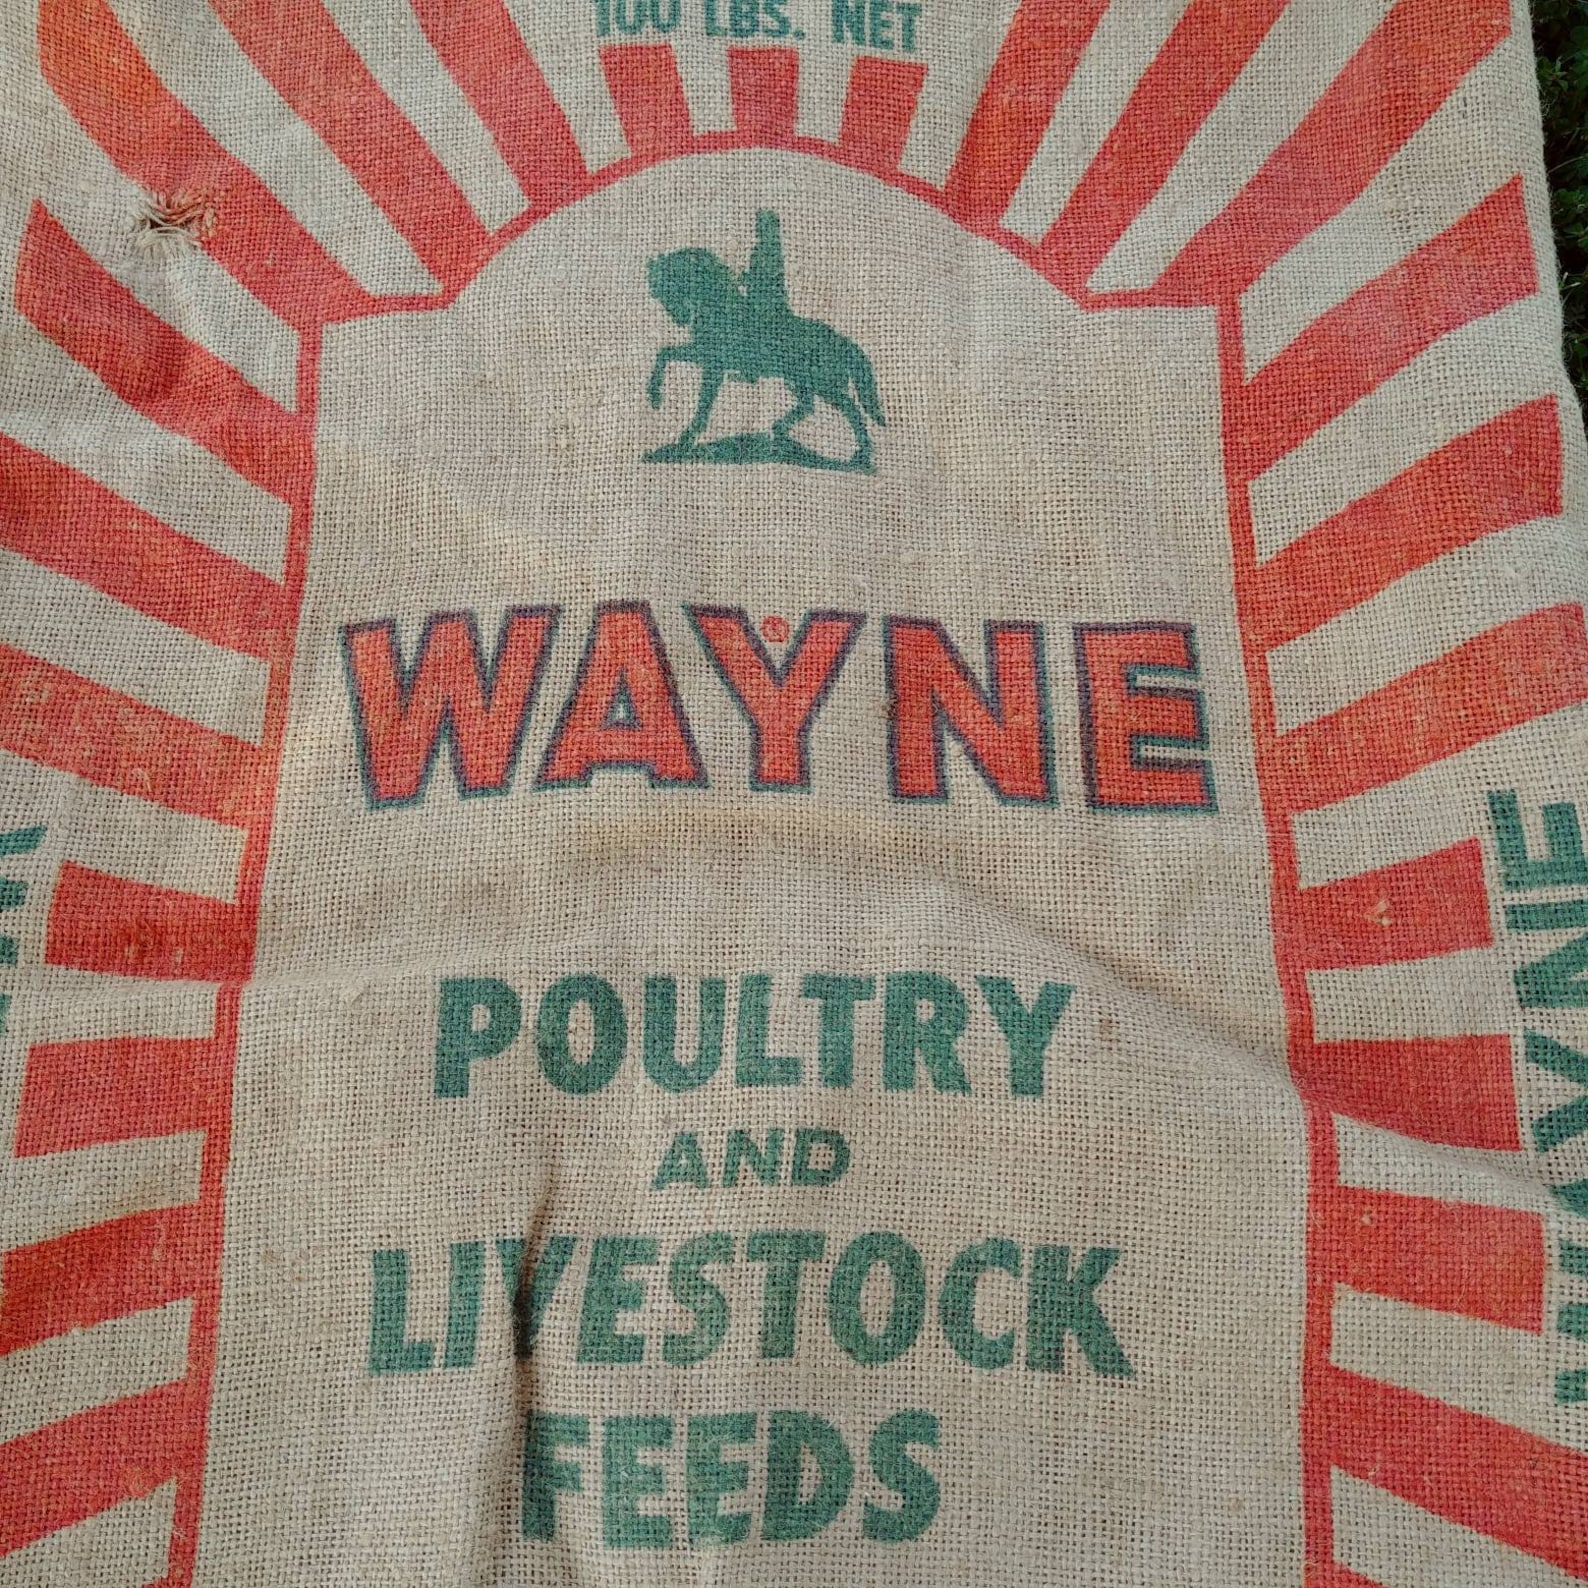 100 LBS. NET
WAYNE
®
POULTRY
AND
LIVESTOCK
FEEDS
WAYNE